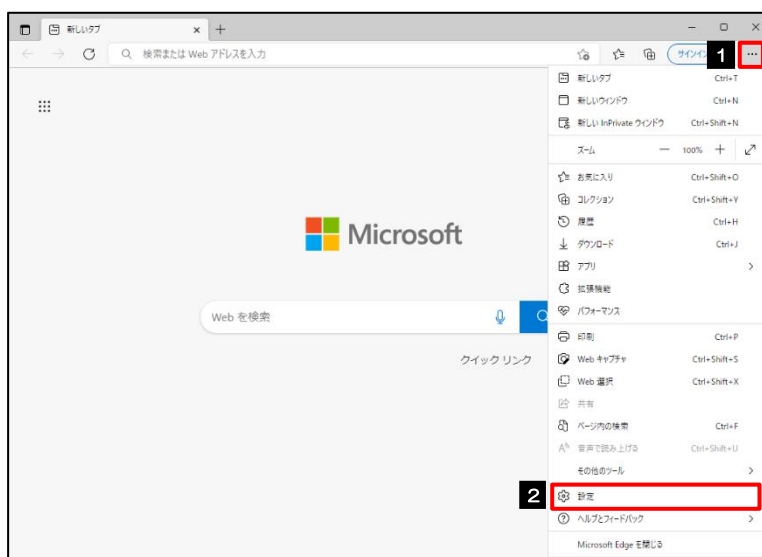 新しいタブ
検索または Web アドレスを入力
サインイン
1
新しいタブ Ctrl+T
新しいウィンドウ Ctrl+N
新しい InPrivate ウィンドウ Ctrl+Shift+N
ズーム 100%
お気に入り Ctrl+Shift+O
コレクション Ctrl+Shift+Y
履歴 Ctrl+H
ダウンロード Ctrl+J
アプリ
拡張機能
パフォーマンス
Microsoft
Web を検索
クイック リンク
印刷 Ctrl+P
Web キャプチャ Ctrl+Shift+S
Web 選択 Ctrl+Shift+X
共有
ページ内の検索 Ctrl+F
音声で読み上げる Ctrl+Shift+U
その他のツール
2 設定
ヘルプとフィードバック
Microsoft Edge を閉じる